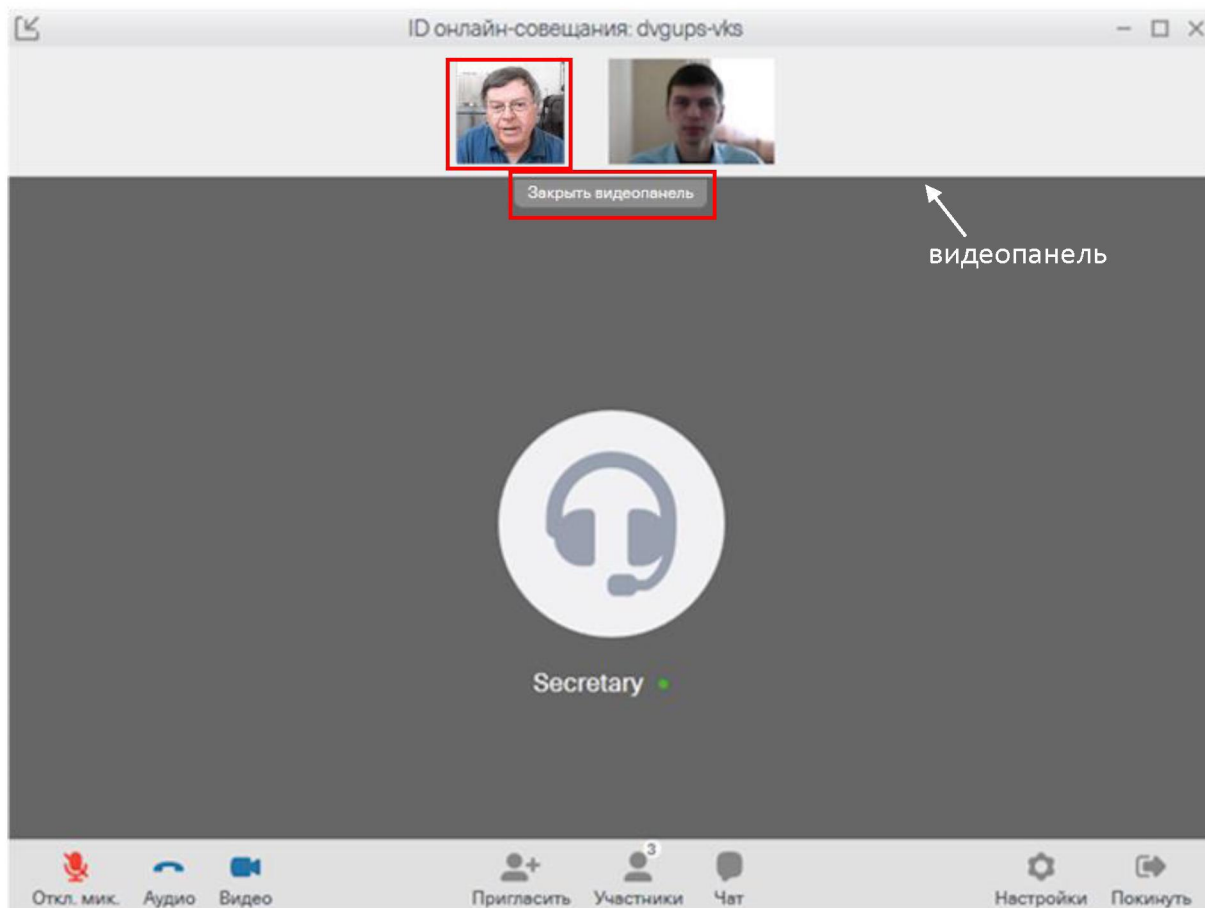 ID онлайн-совещания: dvgups-vks
Закрыть видеопанель
видеопанель
Secretary
3
Откл. мик. Аудио Видео Пригласить Участники Чат Настройки Покинуть